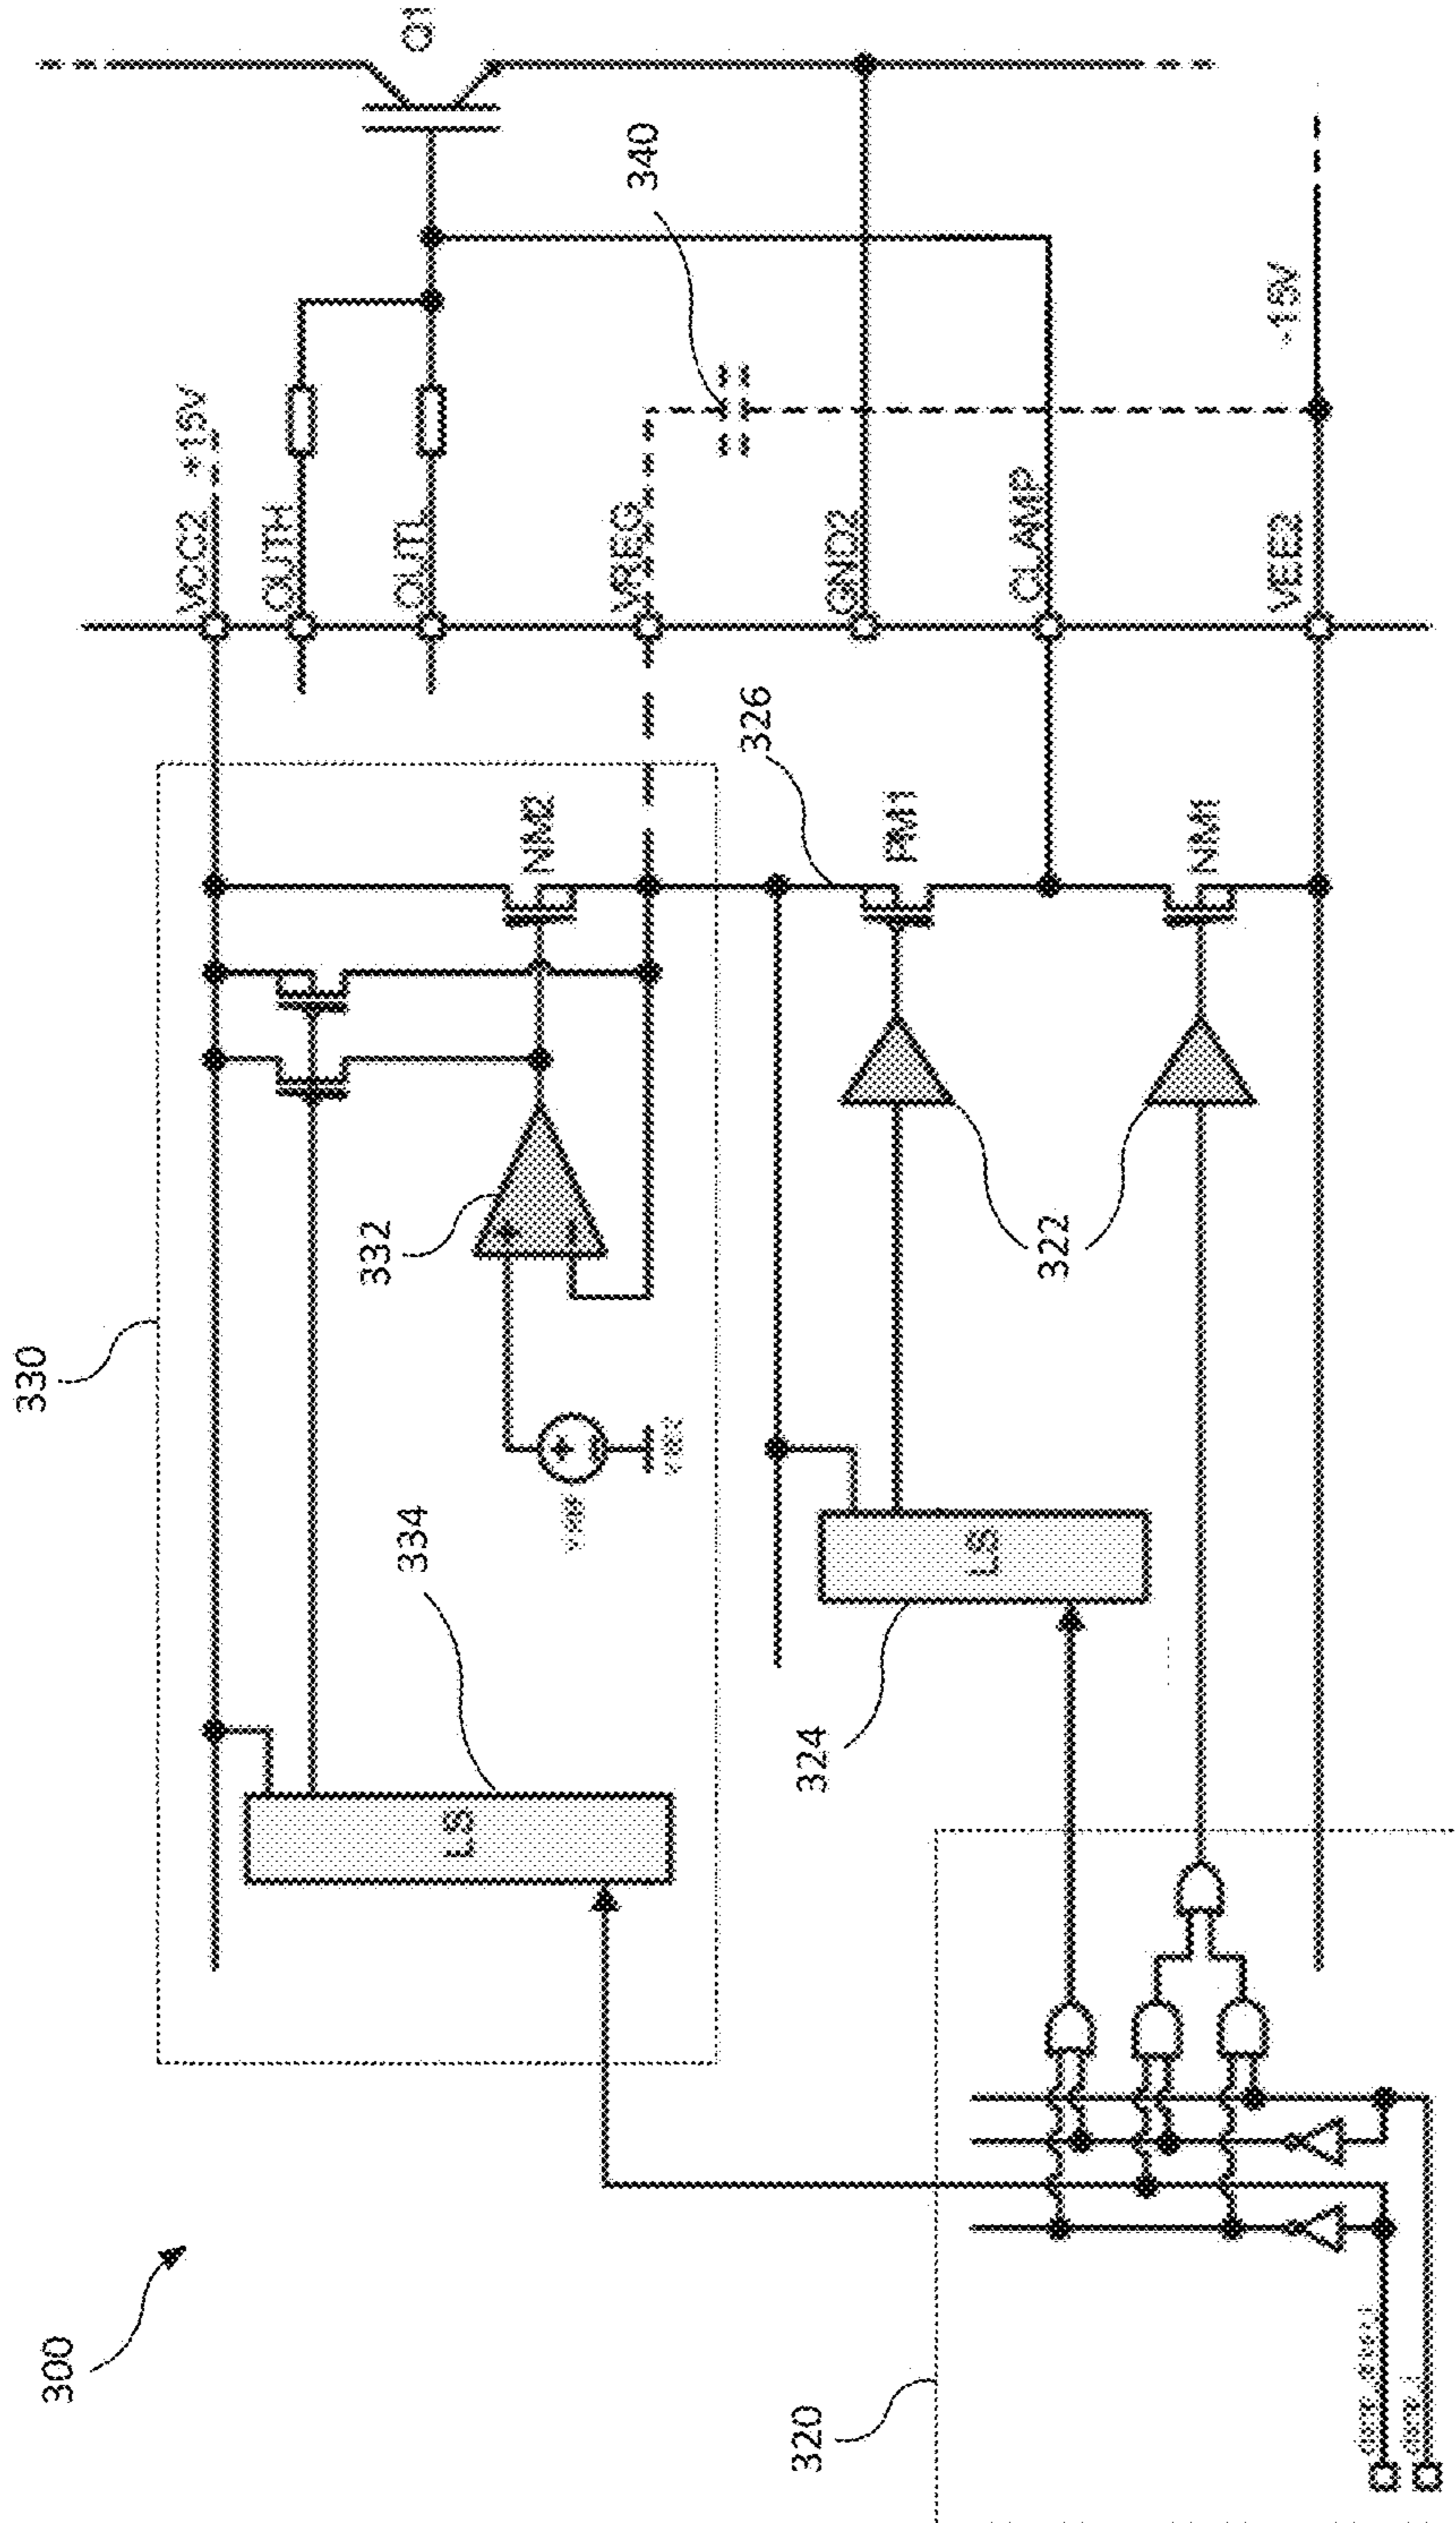 300
330
334
332
LS
NM2
VCC2 +15V
OUTH
OUTL
VREG
GND2
CLAMP
VEE2
-15V
340
Q1
326
PM1
NM1
322
324
LS
320